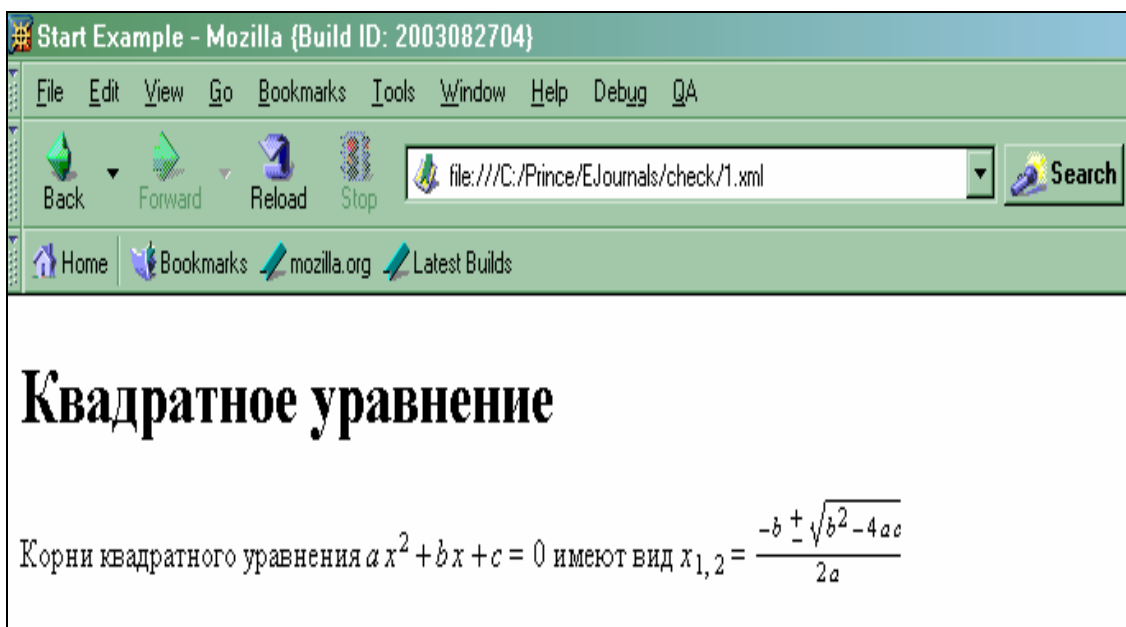 Start Example - Mozilla {Build ID: 2003082704}
File Edit View Go Bookmarks Tools Window Help Debug QA
Back Forward Reload Stop file:///C:/Prince/EJournals/check/1.xml Search
Home Bookmarks mozilla.org Latest Builds
Квадратное уравнение
Корни квадратного уравнения a x² + b x + c = 0 имеют вид x₁, ₂ = (-b ± √(b² - 4 a c)) / (2 a)